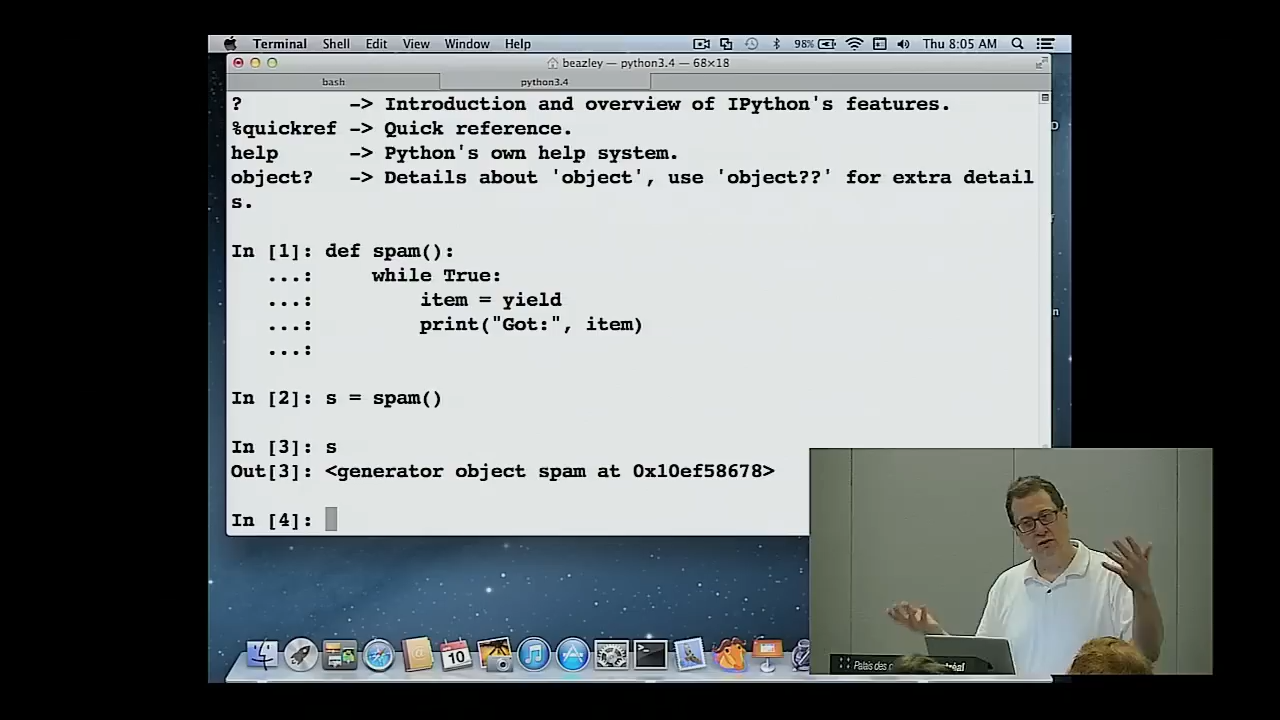 Terminal Shell Edit View Window Help 98% Thu 8:05 AM
beazley — python3.4 — 68×18
bash python3.4
? -> Introduction and overview of IPython's features.
%quickref -> Quick reference.
help -> Python's own help system.
object? -> Details about 'object', use 'object??' for extra detail
s.
In [1]: def spam():
...: while True:
...: item = yield
...: print("Got:", item)
...:
In [2]: s = spam()
In [3]: s
Out[3]: <generator object spam at 0x10ef58678>
In [4]:
10
Palais des